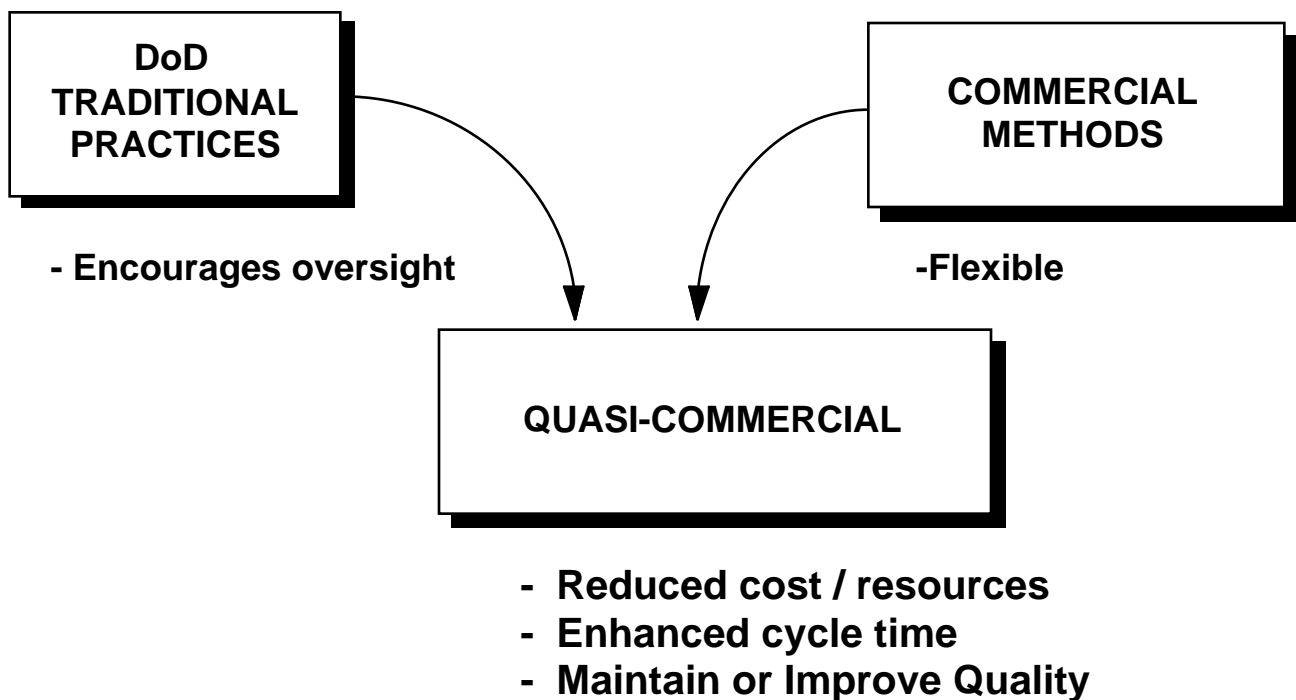 DoD
TRADITIONAL
PRACTICES
COMMERCIAL
METHODS
- Encourages oversight
-Flexible
QUASI-COMMERCIAL
- Reduced cost / resources
- Enhanced cycle time
- Maintain or Improve Quality